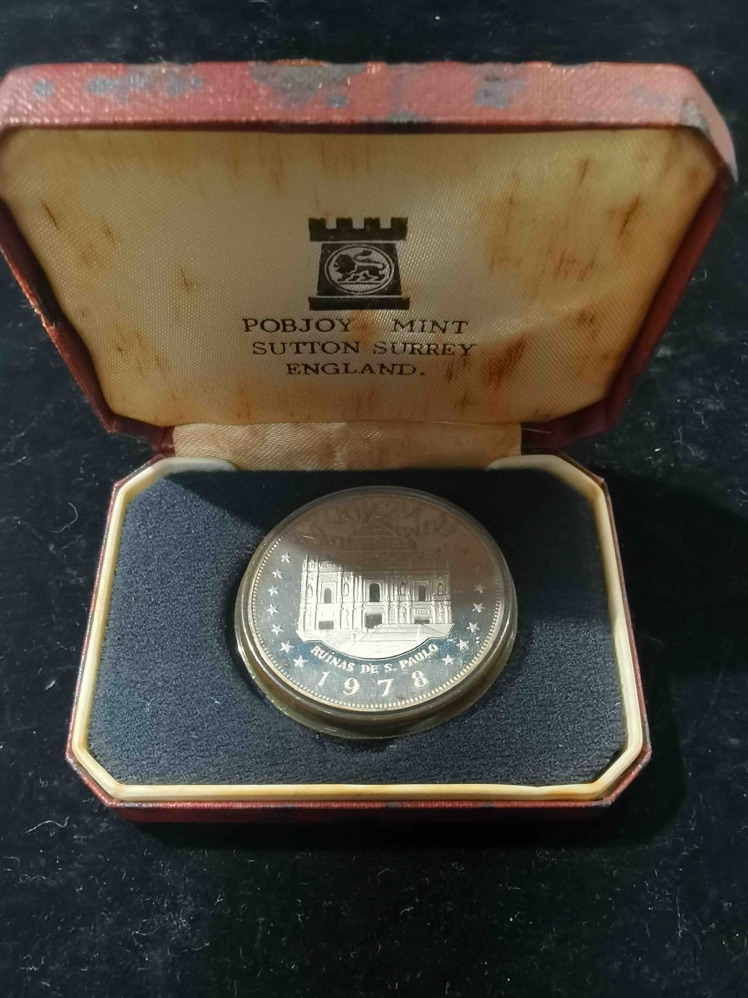 POBJOY MINT
SUTTON SURREY
ENGLAND.
RUINAS DE S. PAULO
1978